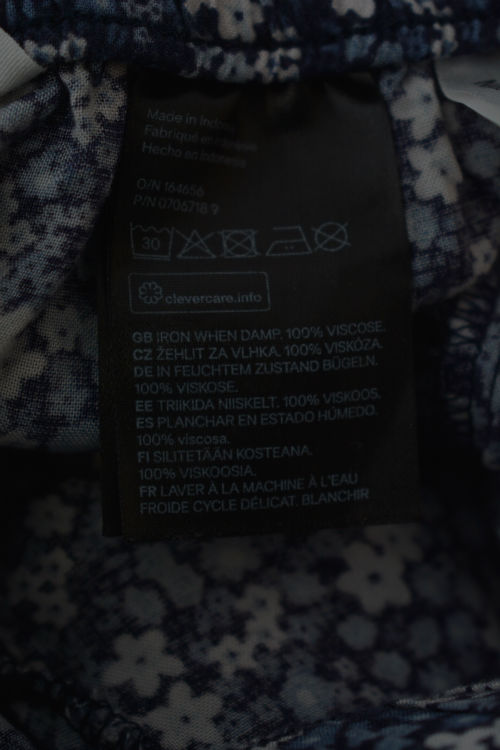 Made in Indonesia
Fabriqué en Indonésie
Hecho en Indonesia
O/N 164656
P/N 0706718 9
30
clevercare.info
GB IRON WHEN DAMP. 100% VISCOSE.
CZ ŽEHLIT ZA VLHKA. 100% VISKÓZA.
DE IN FEUCHTEM ZUSTAND BÜGELN.
100% VISKOSE.
EE TRIIKIDA NIISKELT. 100% VISKOOS.
ES PLANCHAR EN ESTADO HÚMEDO.
100% viscosa.
FI SILITETÄÄN KOSTEANA.
100% VISKOOSIA.
FR LAVER À LA MACHINE À L'EAU
FROIDE CYCLE DÉLICAT. BLANCHIR